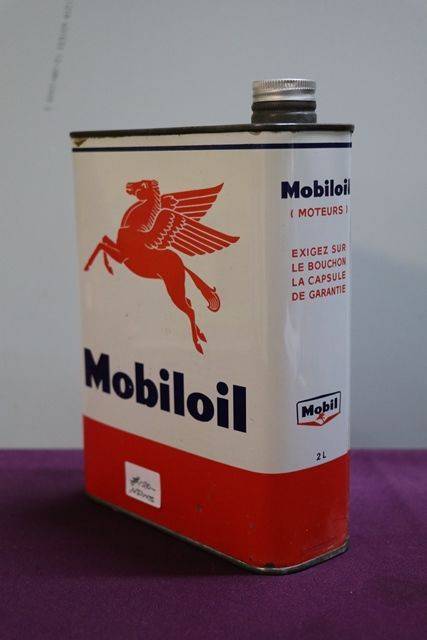 Mobiloil
Mobiloil
( MOTEURS )
EXIGEZ SUR
LE BOUCHON
LA CAPSULE
DE GARANTIE
Mobil
2 L